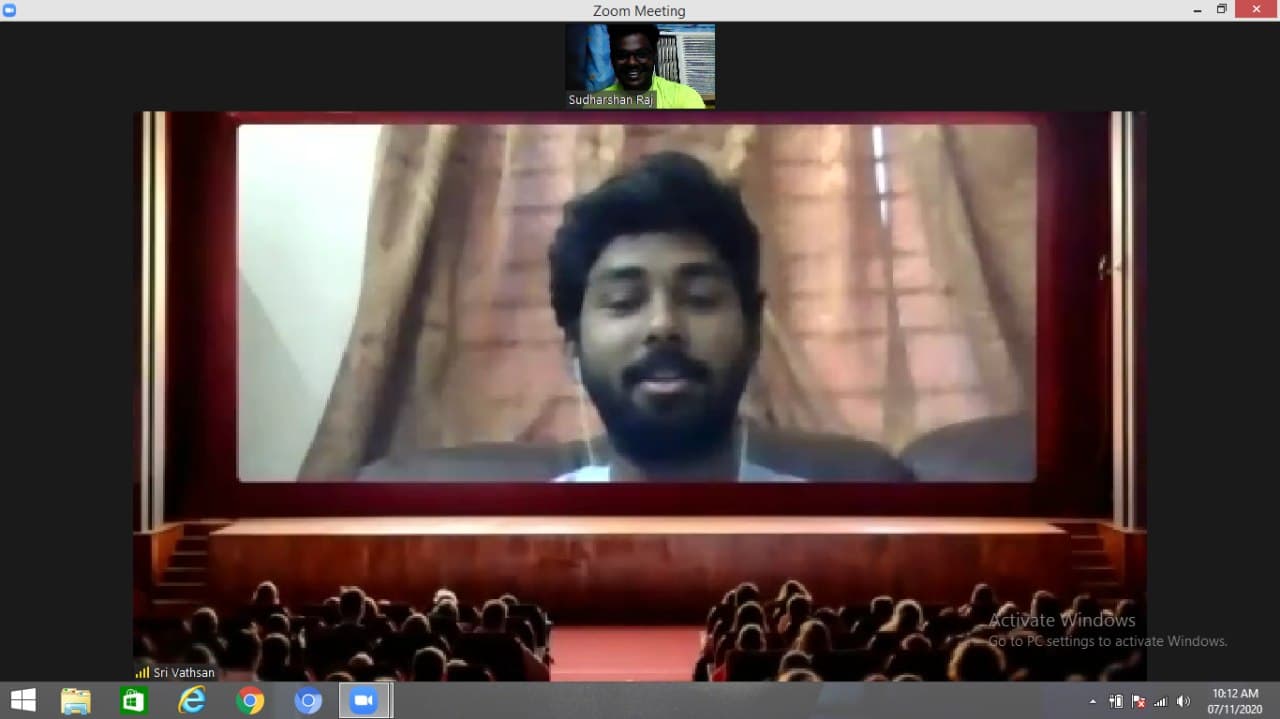 Zoom Meeting
Sudharshan Raj
Activate Windows
Go to PC settings to activate Windows.
Sri Vathsan
10:12 AM
07/11/2020